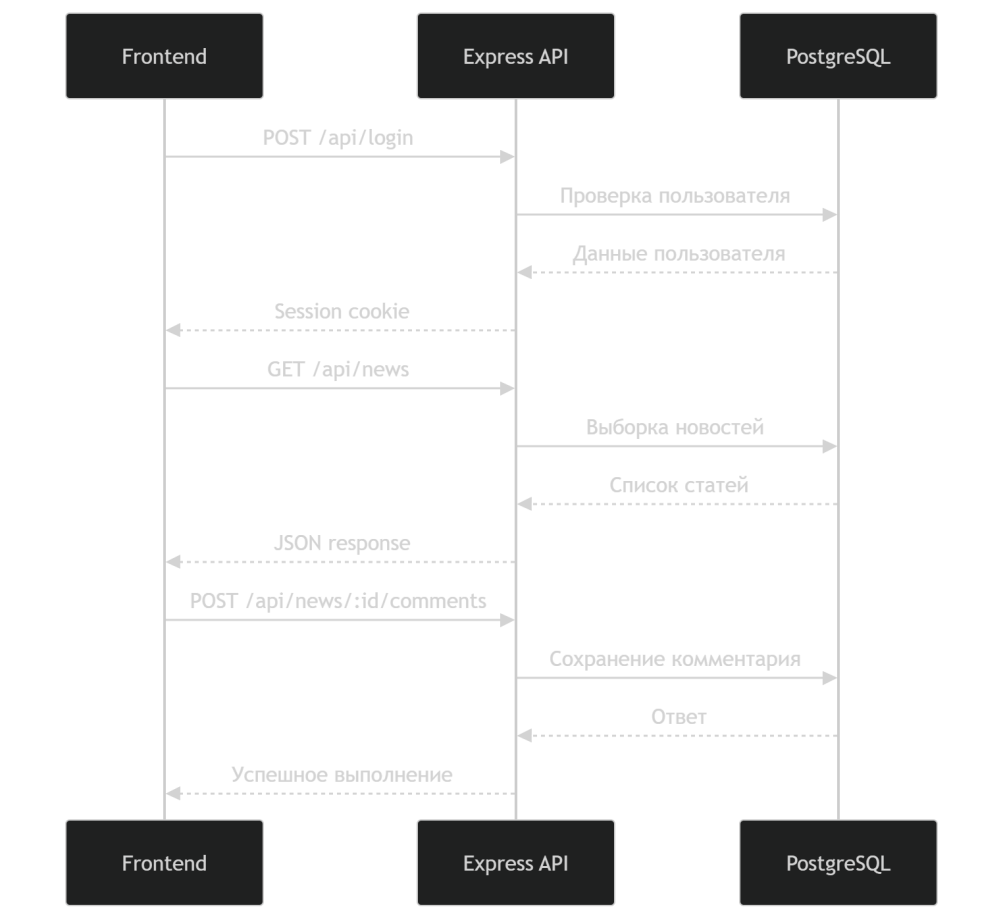 Frontend
Express API
PostgreSQL
POST /api/login
Проверка пользователя
Данные пользователя
Session cookie
GET /api/news
Выборка новостей
Список статей
JSON response
POST /api/news/:id/comments
Сохранение комментария
Ответ
Успешное выполнение
Frontend
Express API
PostgreSQL